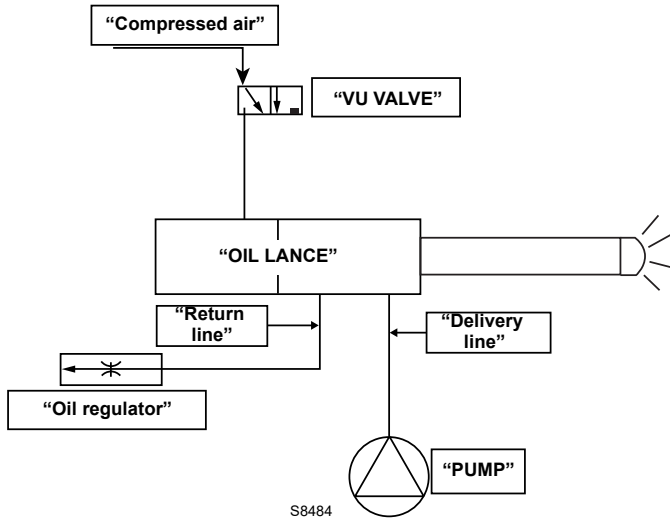 “Compressed air”
“VU VALVE”
“OIL LANCE”
“Return
line”
“Delivery
line”
“Oil regulator”
“PUMP”
S8484